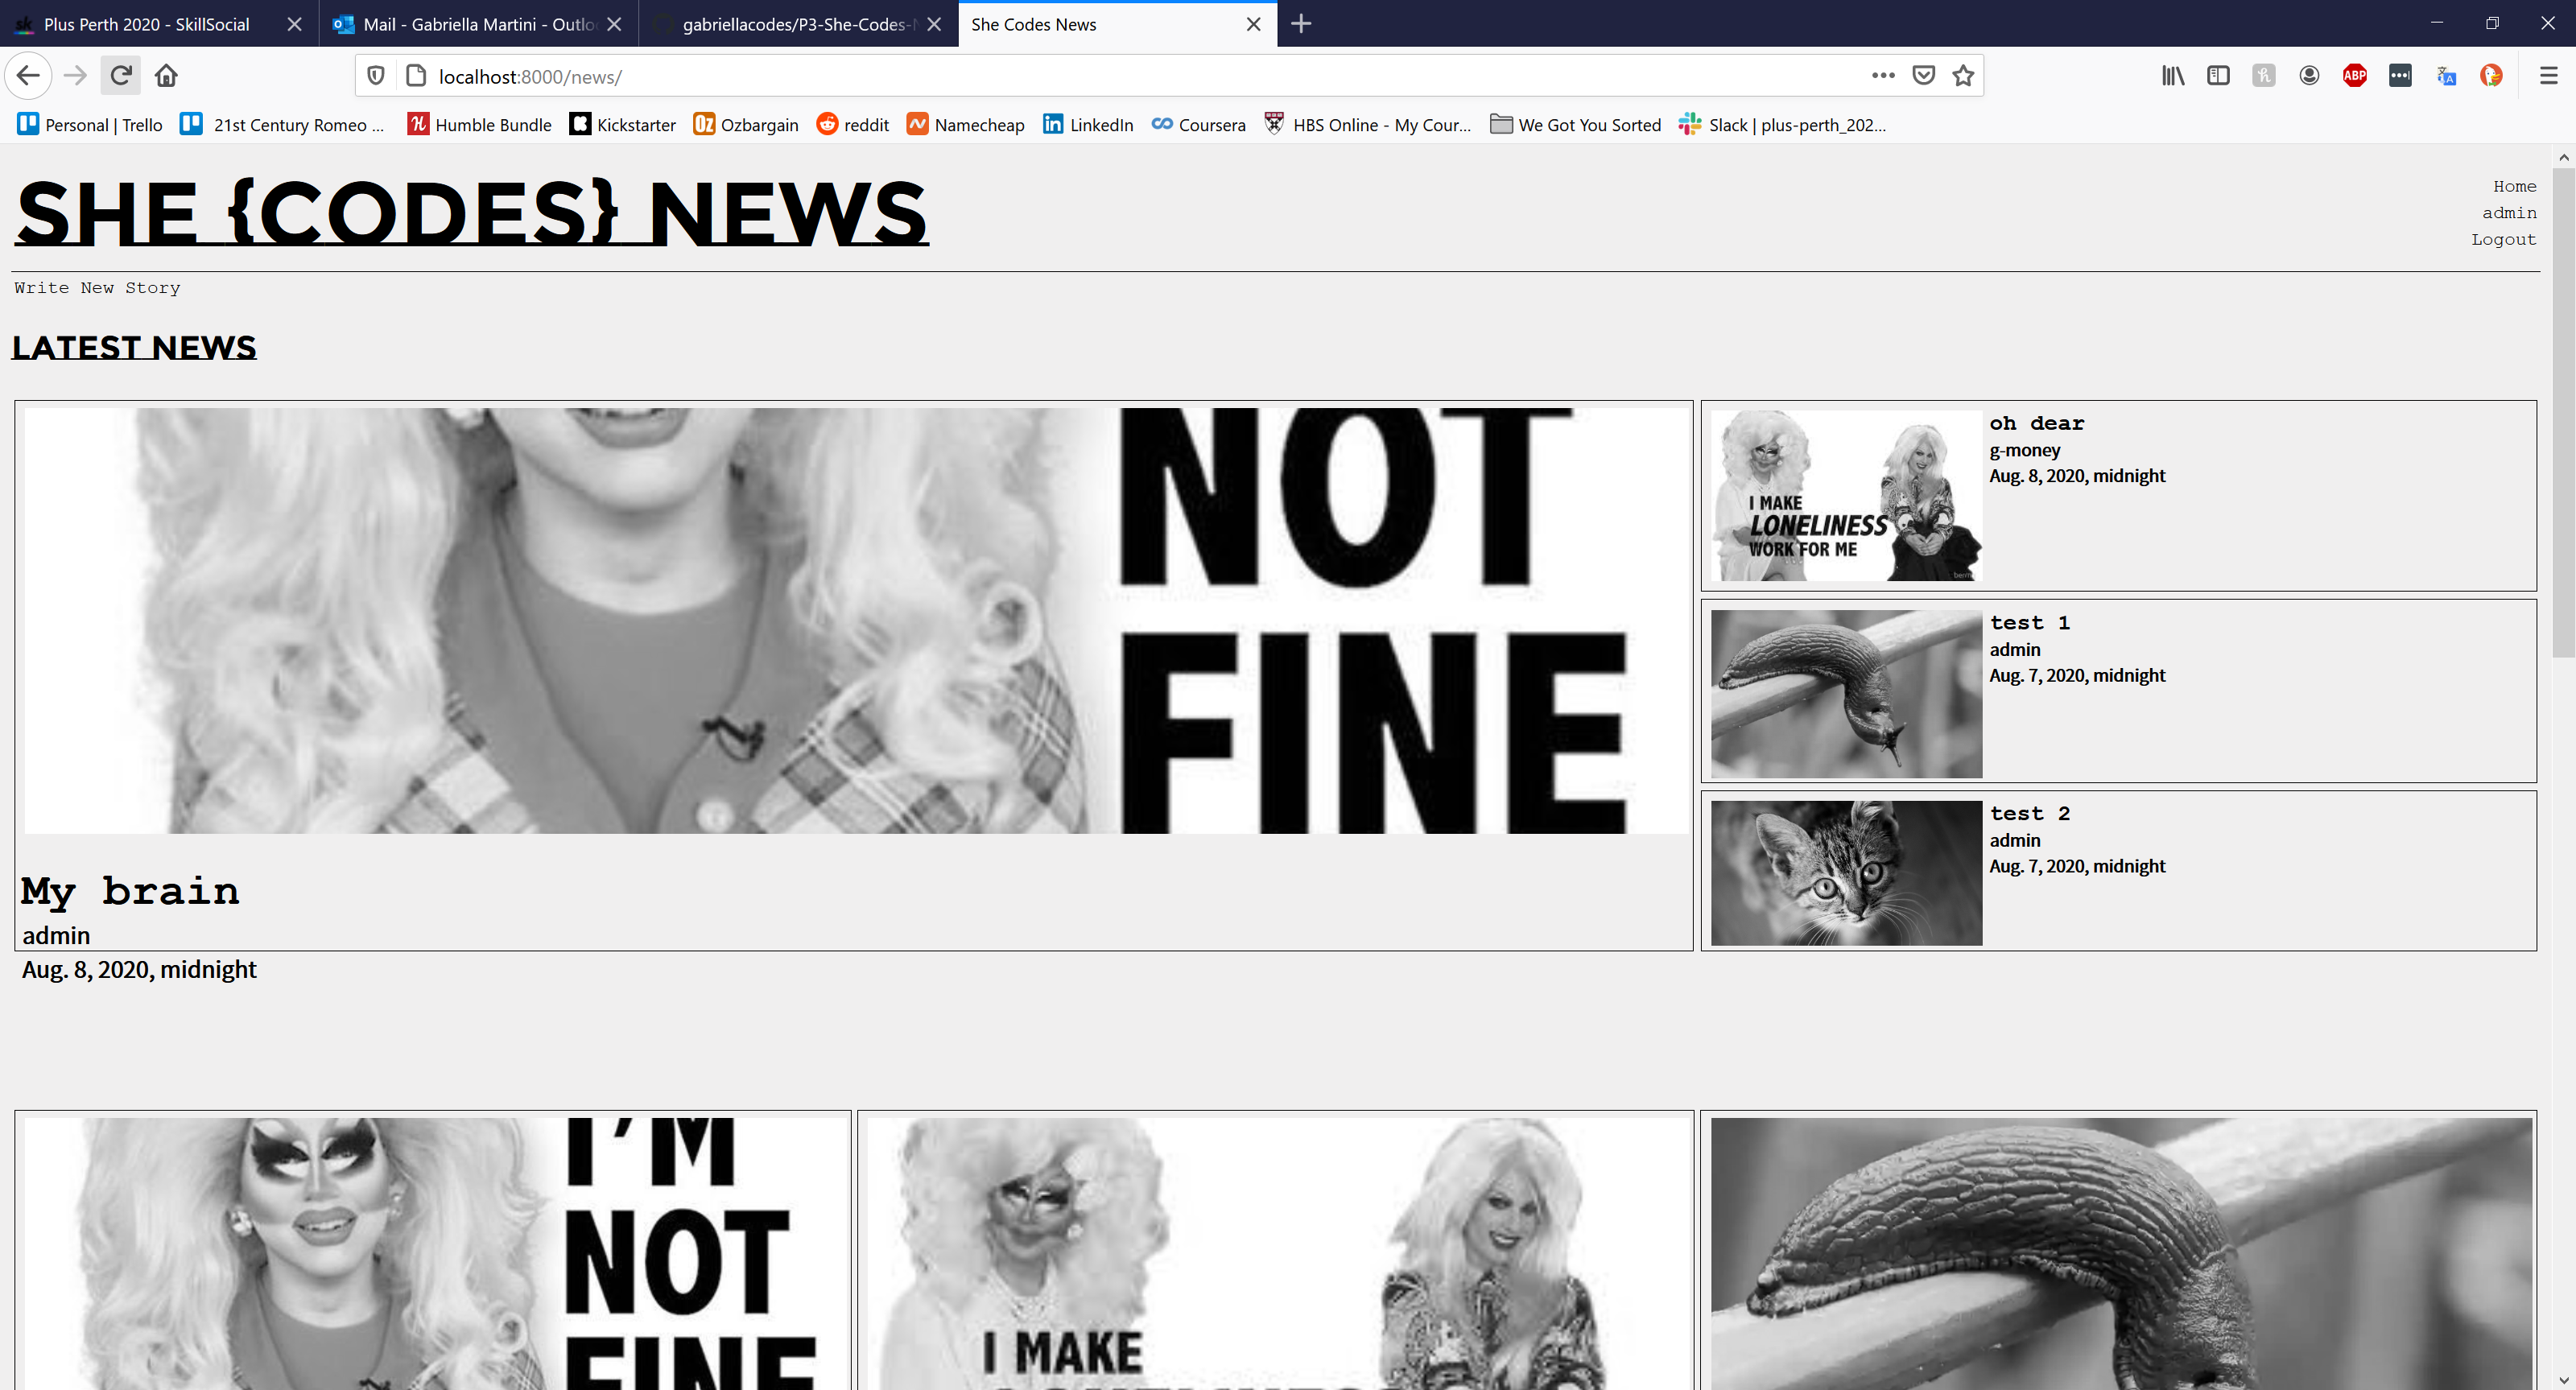 Plus Perth 2020 - SkillSocial
Mail - Gabriella Martini - Outlo
gabriellacodes/P3-She-Codes-
She Codes News
localhost:8000/news/
ABP
Personal | Trello
21st Century Romeo ...
Humble Bundle
Kickstarter
Ozbargain
reddit
Namecheap
LinkedIn
Coursera
HBS Online - My Cour...
We Got You Sorted
Slack | plus-perth_202...
SHE {CODES} NEWS
Home
admin
Logout
Write New Story
LATEST NEWS
NOT
FINE
My brain
admin
Aug. 8, 2020, midnight
I MAKE
LONELINESS
WORK FOR ME
oh dear
g-money
Aug. 8, 2020, midnight
test 1
admin
Aug. 7, 2020, midnight
test 2
admin
Aug. 7, 2020, midnight
I'M
NOT
FINE
I MAKE